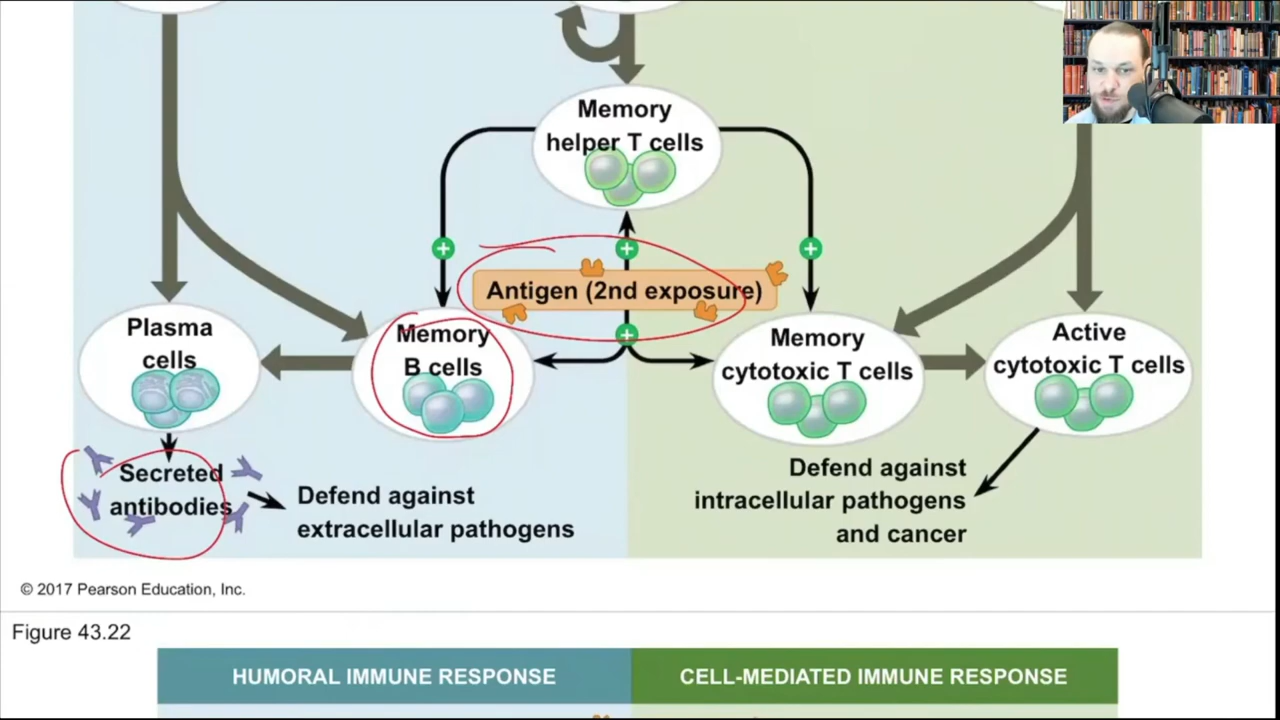 Memory
helper T cells
Antigen (2nd exposure)
Plasma
cells
Memory
B cells
Memory
cytotoxic T cells
Active
cytotoxic T cells
Secreted
antibodies
Defend against
extracellular pathogens
Defend against
intracellular pathogens
and cancer
© 2017 Pearson Education, Inc.
Figure 43.22
HUMORAL IMMUNE RESPONSE
CELL-MEDIATED IMMUNE RESPONSE